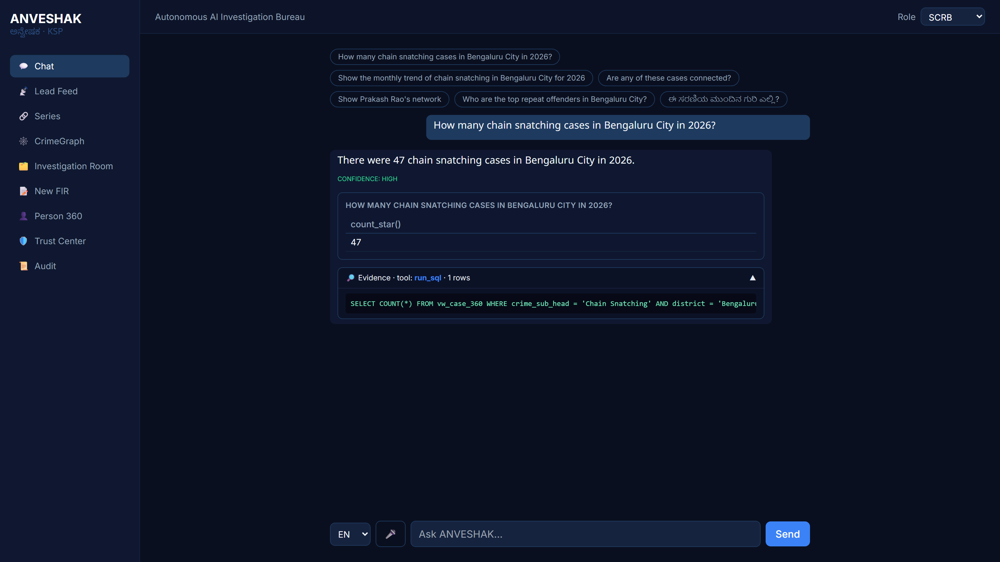 ANVESHAK
ಅನ್ವೇಷಕ · KSP
Chat
Lead Feed
Series
CrimeGraph
Investigation Room
New FIR
Person 360
Trust Center
Audit
Autonomous AI Investigation Bureau
Role SCRB
How many chain snatching cases in Bengaluru City in 2026?
Show the monthly trend of chain snatching in Bengaluru City for 2026 Are any of these cases connected?
Show Prakash Rao's network Who are the top repeat offenders in Bengaluru City? ಈ ಸರಣಿಯ ಮುಂದಿನ ಗುರಿ ಎಲ್ಲಿ?
How many chain snatching cases in Bengaluru City in 2026?
There were 47 chain snatching cases in Bengaluru City in 2026.
CONFIDENCE: HIGH
HOW MANY CHAIN SNATCHING CASES IN BENGALURU CITY IN 2026?
count_star()
47
Evidence · tool: run_sql · 1 rows ▲
SELECT COUNT(*) FROM vw_case_360 WHERE crime_sub_head = 'Chain Snatching' AND district = 'Bengaluru
EN Ask ANVESHAK... Send